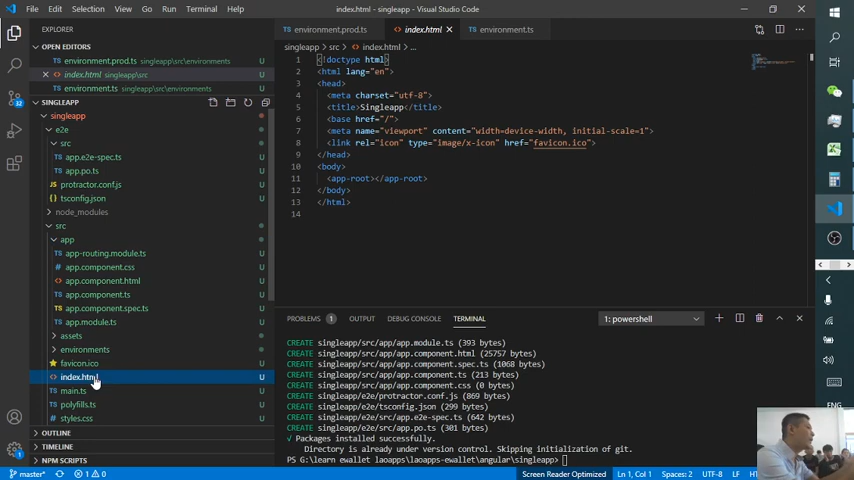 File Edit Selection View Go Run Terminal Help
index.html - singleapp - Visual Studio Code
EXPLORER
OPEN EDITORS
environment.prod.ts singleapp\src\environments
index.html singleapp\src
environment.ts singleapp\src\environments
SINGLEAPP
singleapp
e2e
src
app.e2e-spec.ts U
app.po.ts U
protractor.conf.js U
tsconfig.json U
node_modules
src
app
app-routing.module.ts U
app.component.css U
app.component.html U
app.component.ts U
app.component.spec.ts U
app.module.ts U
assets
environments
favicon.ico U
index.html U
main.ts U
polyfills.ts U
styles.css U
OUTLINE
TIMELINE
NPM SCRIPTS
32
1
environment.prod.ts index.html environment.ts
singleapp > src > index.html > ...
1 <!doctype html>
2 <html lang="en">
3 <head>
4 <meta charset="utf-8">
5 <title>Singleapp</title>
6 <base href="/">
7 <meta name="viewport" content="width=device-width, initial-scale=1">
8 <link rel="icon" type="image/x-icon" href="favicon.ico">
9 </head>
10 <body>
11 <app-root></app-root>
12 </body>
13 </html>
14
PROBLEMS 1 OUTPUT DEBUG CONSOLE TERMINAL 1: powershell
CREATE singleapp/src/app/app.module.ts (393 bytes)
CREATE singleapp/src/app/app.component.html (25757 bytes)
CREATE singleapp/src/app/app.component.spec.ts (1068 bytes)
CREATE singleapp/src/app/app.component.ts (213 bytes)
CREATE singleapp/src/app/app.component.css (0 bytes)
CREATE singleapp/e2e/protractor.conf.js (869 bytes)
CREATE singleapp/e2e/tsconfig.json (299 bytes)
CREATE singleapp/e2e/src/app.e2e-spec.ts (642 bytes)
CREATE singleapp/e2e/src/app.po.ts (301 bytes)
√ Packages installed successfully.
Directory is already under version control. Skipping initialization of git.
PS G:\learn ewallet laoapps\laoapps-ewallet\angular\singleapp>
master* 1 0 Screen Reader Optimized Ln 1, Col 1 Spaces: 2 UTF-8 LF
ENG